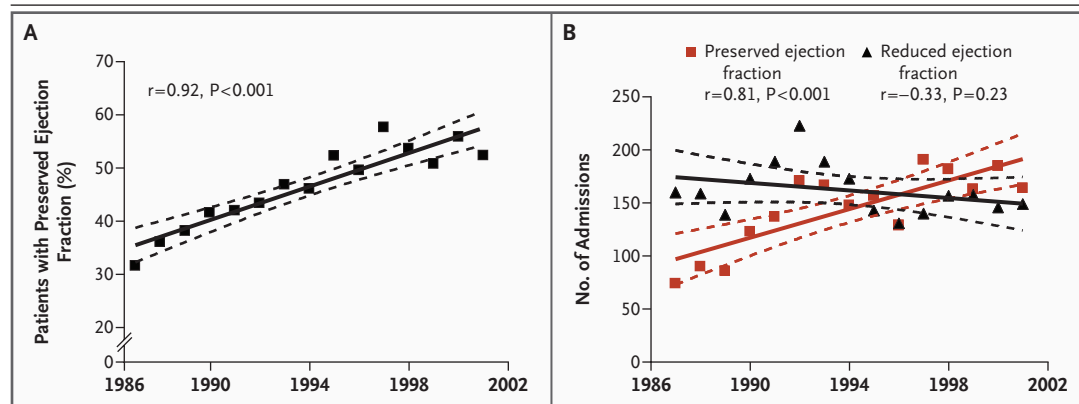 A
Patients with Preserved Ejection
Fraction (%)
70
60
50
40
30
20
0
r=0.92, P<0.001
1986
1990
1994
1998
2002
B
Preserved ejection
fraction
r=0.81, P<0.001
Reduced ejection
fraction
r=−0.33, P=0.23
No. of Admissions
250
200
150
100
50
0
1986
1990
1994
1998
2002